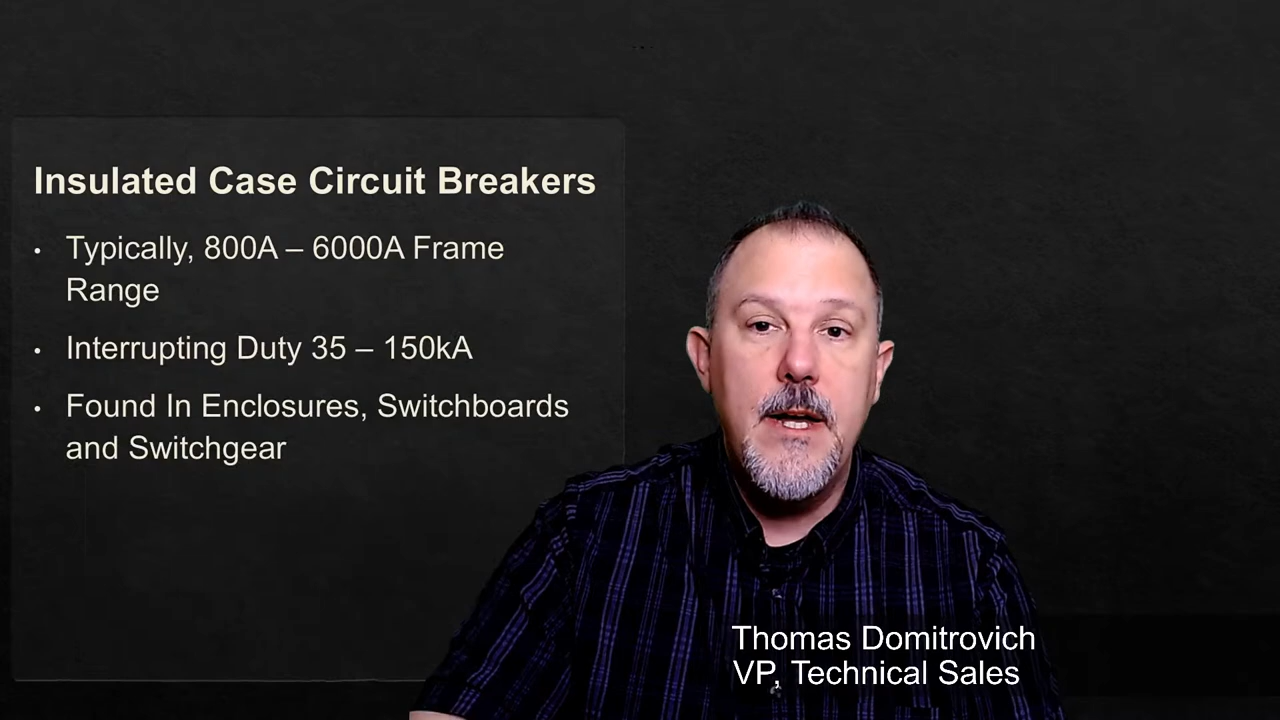 Insulated Case Circuit Breakers
• Typically, 800A – 6000A Frame
Range
• Interrupting Duty 35 – 150kA
• Found In Enclosures, Switchboards
and Switchgear
Thomas Domitrovich
VP, Technical Sales